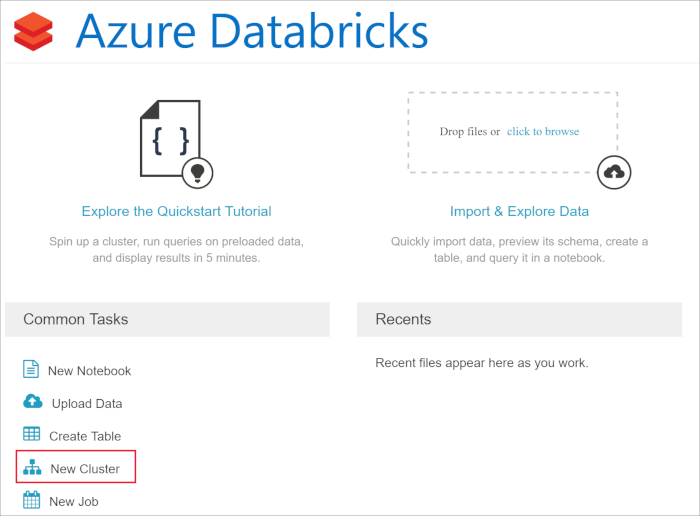 Azure Databricks
{ }
Drop files or click to browse
Explore the Quickstart Tutorial
Spin up a cluster, run queries on preloaded data,
and display results in 5 minutes.
Import & Explore Data
Quickly import data, preview its schema, create a
table, and query it in a notebook.
Common Tasks
New Notebook
Upload Data
Create Table
New Cluster
New Job
Recents
Recent files appear here as you work.